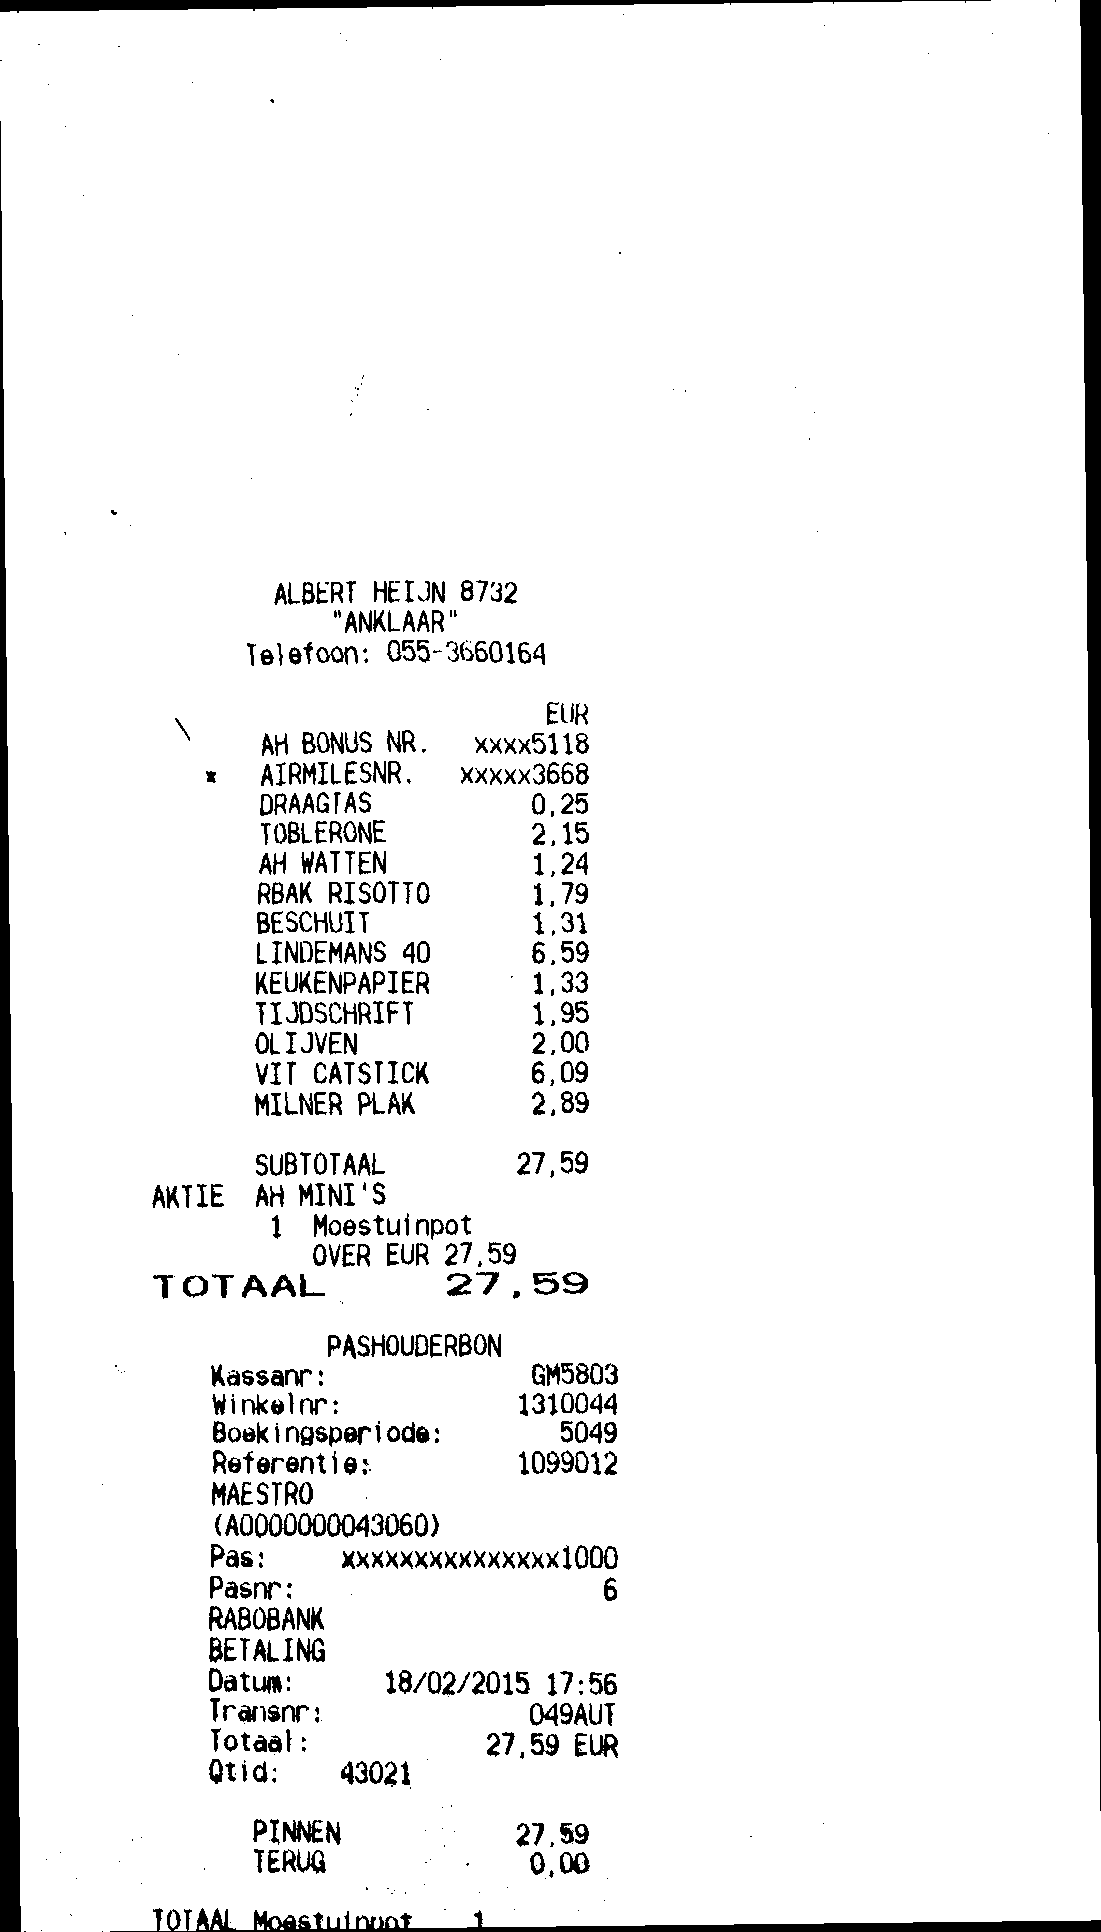 ALBERT HEIJN 8732
"ANKLAAR"
Telefoon: 055-3660164
EUR
AH BONUS NR. xxxx5118
* AIRMILESNR. xxxxx3668
DRAAGTAS 0,25
TOBLERONE 2,15
AH WATTEN 1,24
RBAK RISOTTO 1,79
BESCHUIT 1,31
LINDEMANS 40 6,59
KEUKENPAPIER 1,33
TIJDSCHRIFT 1,95
OLIJVEN 2,00
VIT CATSTICK 6,09
MILNER PLAK 2,89
SUBTOTAAL 27,59
AKTIE AH MINI'S
1 Moestuinpot
OVER EUR 27,59
TOTAAL 27,59
PASHOUDERBON
Kassanr: GM5803
Winkelnr: 1310044
Boekingsperiode: 5049
Referentie: 1099012
MAESTRO
(A0000000043060)
Pas: xxxxxxxxxxxxxxx1000
Pasnr: 6
RABOBANK
BETALING
Datum: 18/02/2015 17:56
Transnr: 049AUT
Totaal: 27,59 EUR
Qtid: 43021
PINNEN 27,59
TERUG 0,00
TOTAAL Moestuinpot 1